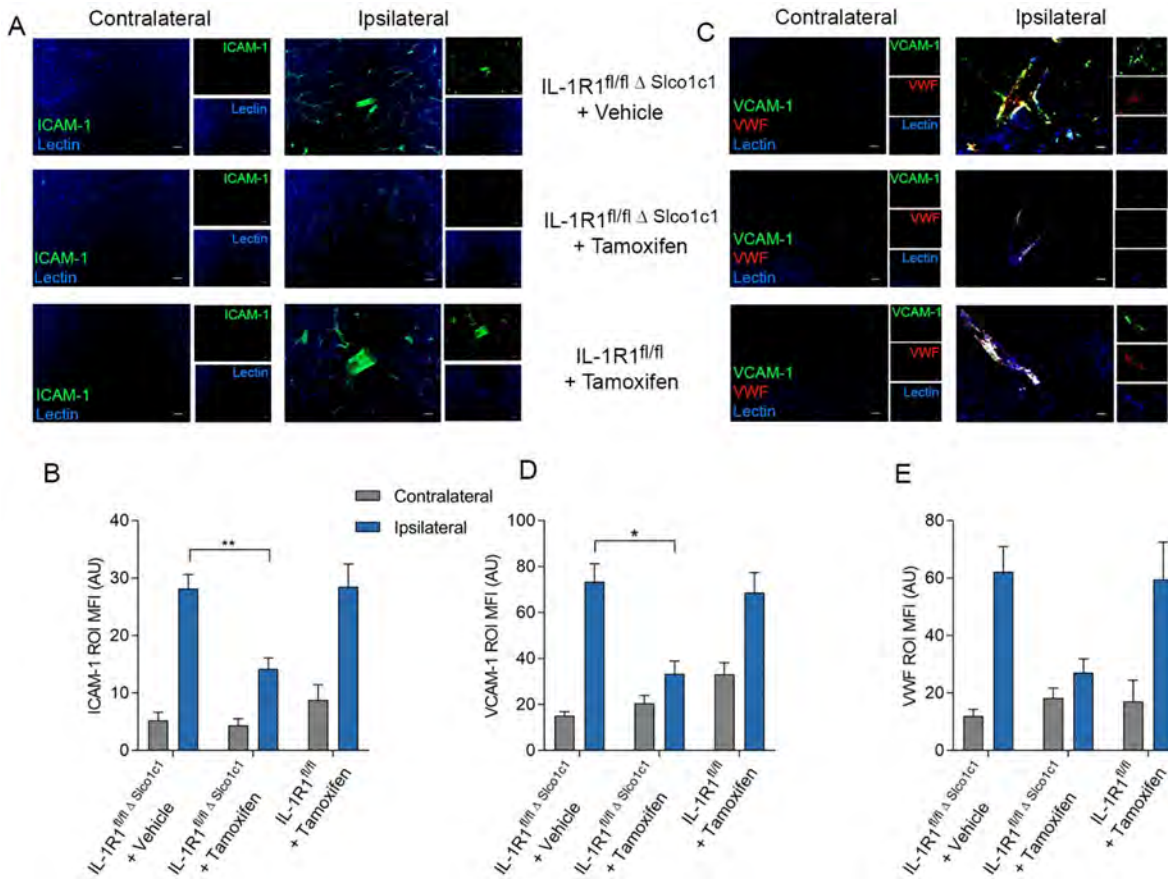 A
Contralateral
Ipsilateral
ICAM-1
Lectin
ICAM-1
Lectin
IL-1R1fl/fl Δ Slco1c1
+ Vehicle
ICAM-1
Lectin
ICAM-1
Lectin
IL-1R1fl/fl Δ Slco1c1
+ Tamoxifen
ICAM-1
Lectin
ICAM-1
Lectin
IL-1R1fl/fl
+ Tamoxifen
C
Contralateral
Ipsilateral
VCAM-1
VWF
Lectin
VCAM-1
VWF
Lectin
VCAM-1
VWF
Lectin
VCAM-1
VWF
Lectin
VCAM-1
VWF
Lectin
VCAM-1
VWF
Lectin
VCAM-1
VWF
Lectin
B
Contralateral
Ipsilateral
ICAM-1 ROI MFI (AU)
40
30
20
10
0
**
IL-1R1fl/fl Δ Slco1c1
+ Vehicle
IL-1R1fl/fl Δ Slco1c1
+ Tamoxifen
IL-1R1fl/fl
+ Tamoxifen
D
VCAM-1 ROI MFI (AU)
100
80
60
40
20
0
*
IL-1R1fl/fl Δ Slco1c1
+ Vehicle
IL-1R1fl/fl Δ Slco1c1
+ Tamoxifen
IL-1R1fl/fl
+ Tamoxifen
E
VWF ROI MFI (AU)
80
60
40
20
0
IL-1R1fl/fl Δ Slco1c1
+ Vehicle
IL-1R1fl/fl Δ Slco1c1
+ Tamoxifen
IL-1R1fl/fl
+ Tamoxifen